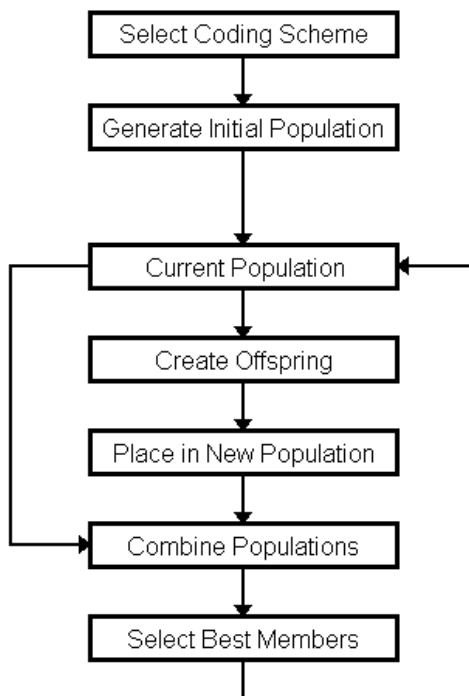 Select Coding Scheme
Generate Initial Population
Current Population
Create Offspring
Place in New Population
Combine Populations
Select Best Members